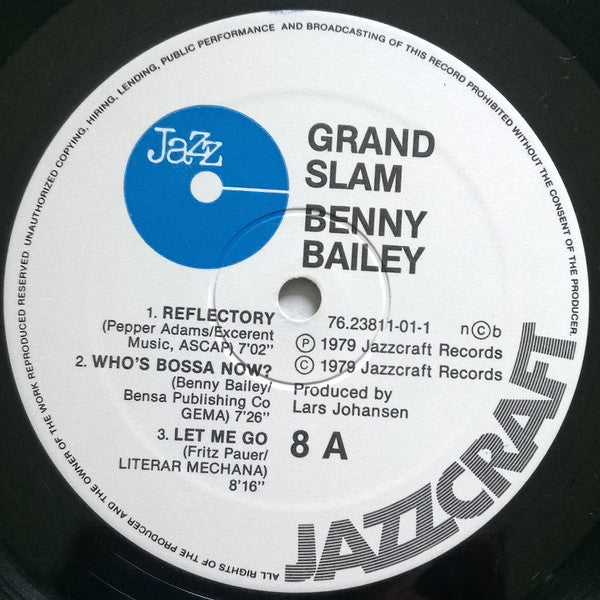 ALL RIGHTS OF THE PRODUCER AND THE OWNER OF THE WORK REPRODUCED RESERVED UNAUTHORIZED COPYING, HIRING, LENDING, PUBLIC PERFORMANCE AND BROADCASTING OF THIS RECORD PROHIBITED WITHOUT THE CONSENT OF THE PRODUCER.
Jazz
GRAND
SLAM
BENNY
BAILEY
1. REFLECTORY
(Pepper Adams/Excerent
Music, ASCAP) 7'02"
2. WHO'S BOSSA NOW?
(Benny Bailey/
Bensa Publishing Co
GEMA) 7'26"
3. LET ME GO
(Fritz Pauer/
LITERAR MECHANA)
8'16"
76.23811-01-1 n©b
Ⓟ 1979 Jazzcraft Records
© 1979 Jazzcraft Records
Produced by
Lars Johansen
8 A
JAZZCRAFT